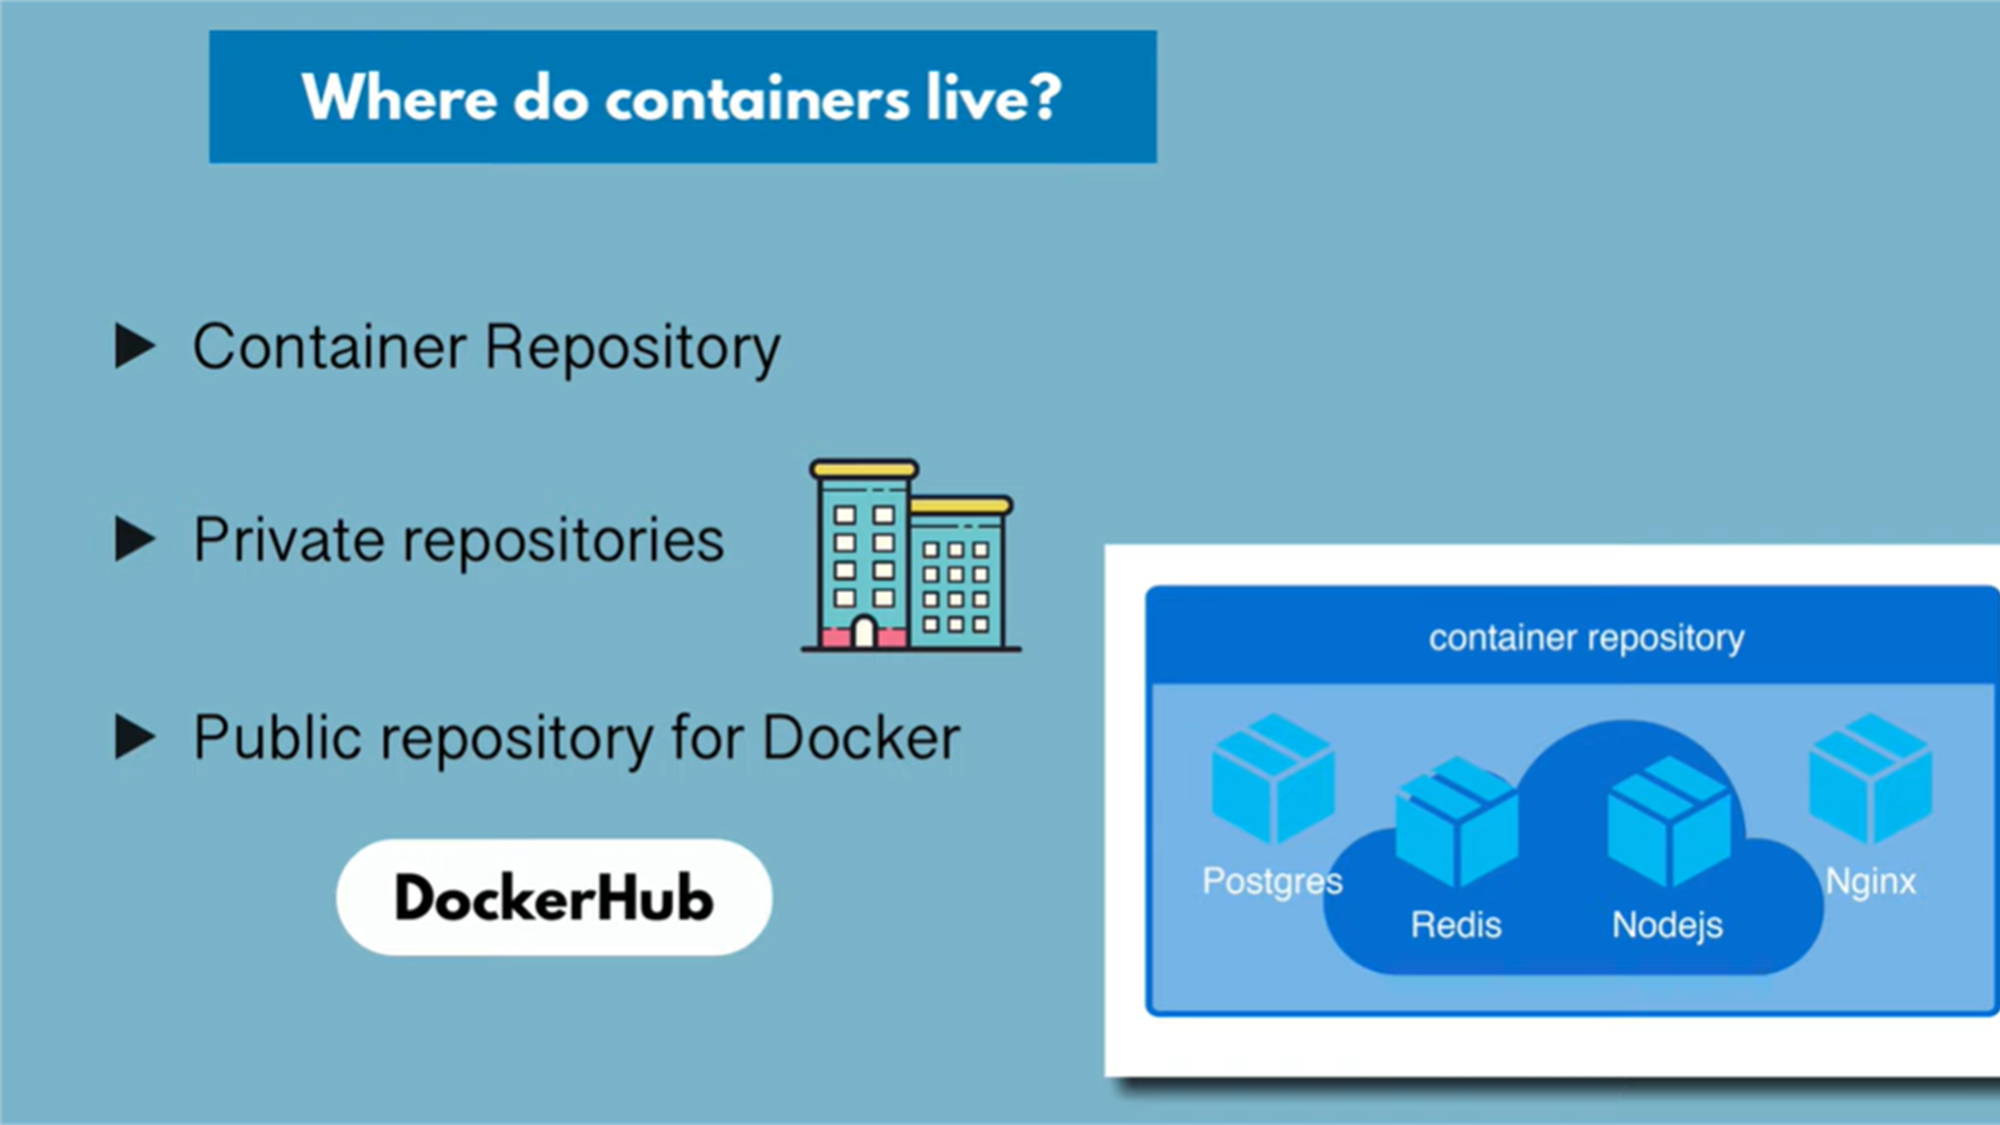 Where do containers live?
Container Repository
Private repositories
Public repository for Docker
DockerHub
container repository
Postgres
Redis
Nodejs
Nginx